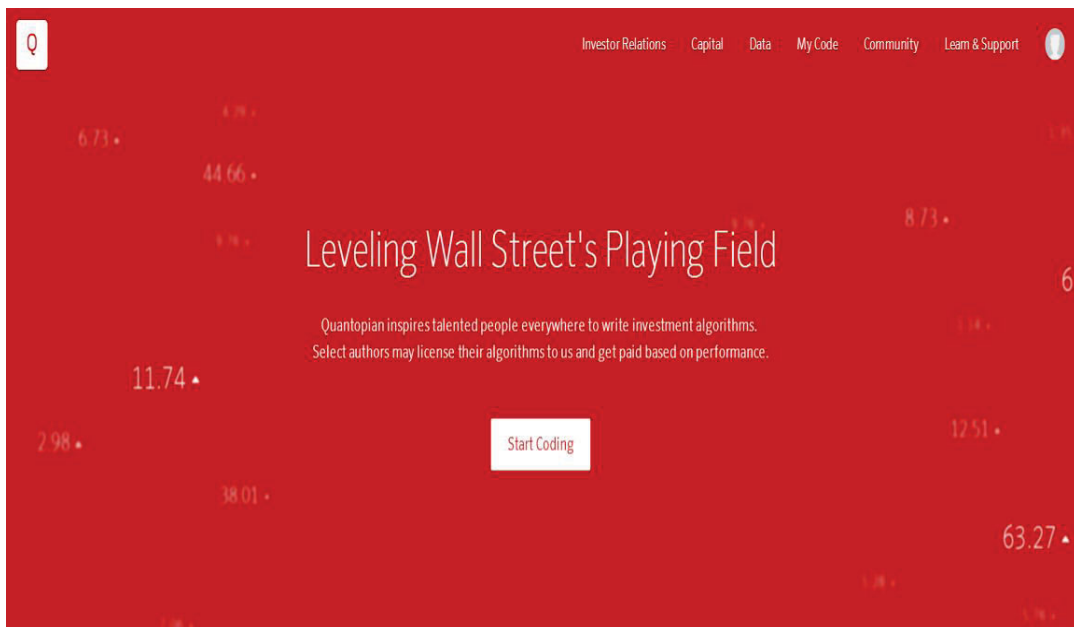 Q
Investor Relations Capital Data My Code Community Learn & Support
6.73
44.66
8.73
Leveling Wall Street's Playing Field
6
Quantopian inspires talented people everywhere to write investment algorithms.
Select authors may license their algorithms to us and get paid based on performance.
11.74
12.51
2.98
Start Coding
38.01
63.27